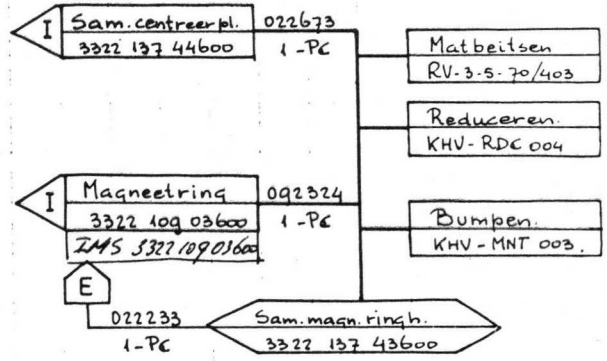 I
Sam. centreerpl.
3322 137 44600
022673
1-PC
Matbeitsen
RV-3-5-70/403
Reduceren.
KHV-RDC 004
I
Magneetring
3322 109 03600
IMS 3322 109 03600
092324
1-PC
Bumpen.
KHV-MNT 003.
E
022233
1-PC
Sam. magn. ringh.
3322 137 43600